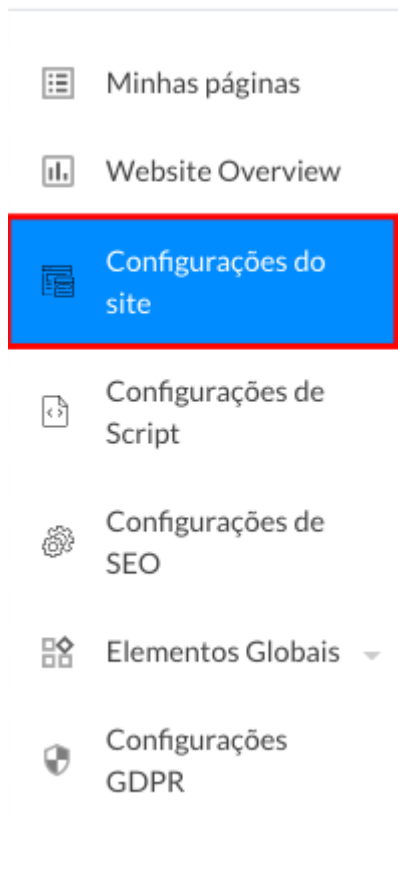 Minhas páginas
Website Overview
Configurações do
site
Configurações de
Script
Configurações de
SEO
Elementos Globais
Configurações
GDPR